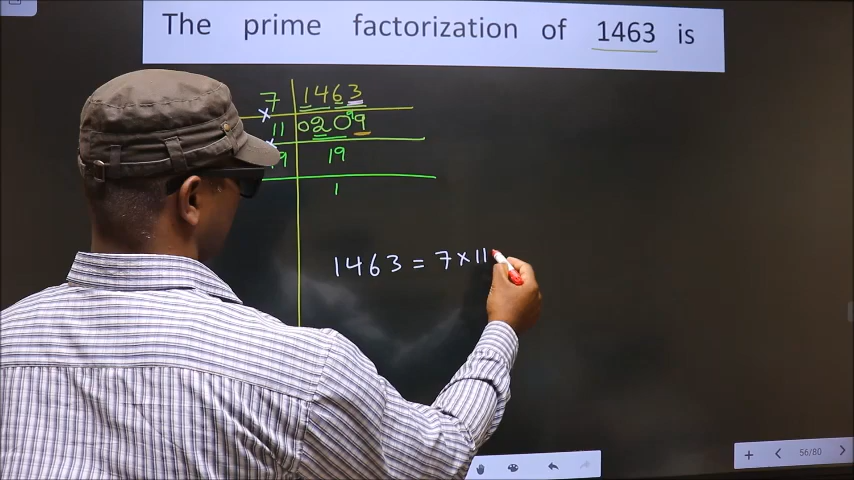 The prime factorization of 1463 is
7 1463
11 0209
19 19
1
1463 = 7 × 11
56/80